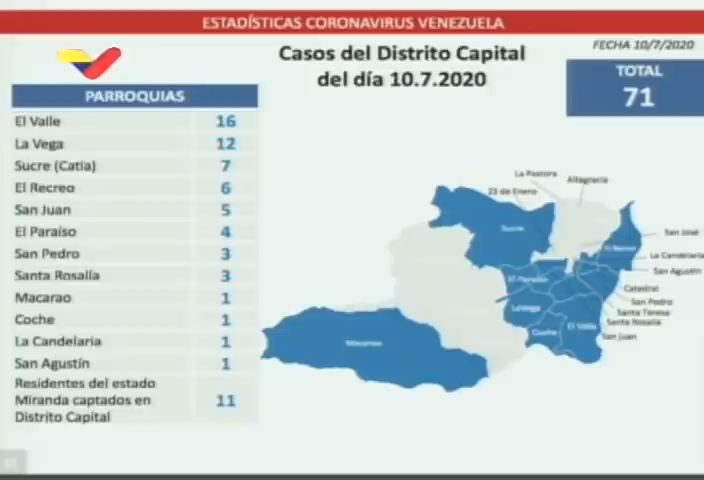 ESTADÍSTICAS CORONAVIRUS VENEZUELA
FECHA 10/7/2020
Casos del Distrito Capital
del día 10.7.2020
TOTAL
71
PARROQUIAS
El Valle 16
La Vega 12
Sucre (Catia) 7
El Recreo 6
San Juan 5
El Paraíso 4
San Pedro 3
Santa Rosalía 3
Macarao 1
Coche 1
La Candelaria 1
San Agustín 1
Residentes del estado
Miranda captados en
Distrito Capital
11
La Pastora
Altagracia
23 de Enero
Sucre
San José
El Recreo
La Candelaria
San Agustín
El Paraíso
Catedral
San Pedro
Santa Teresa
Santa Rosalía
San Juan
La Vega
Coche
El Valle
Macarao